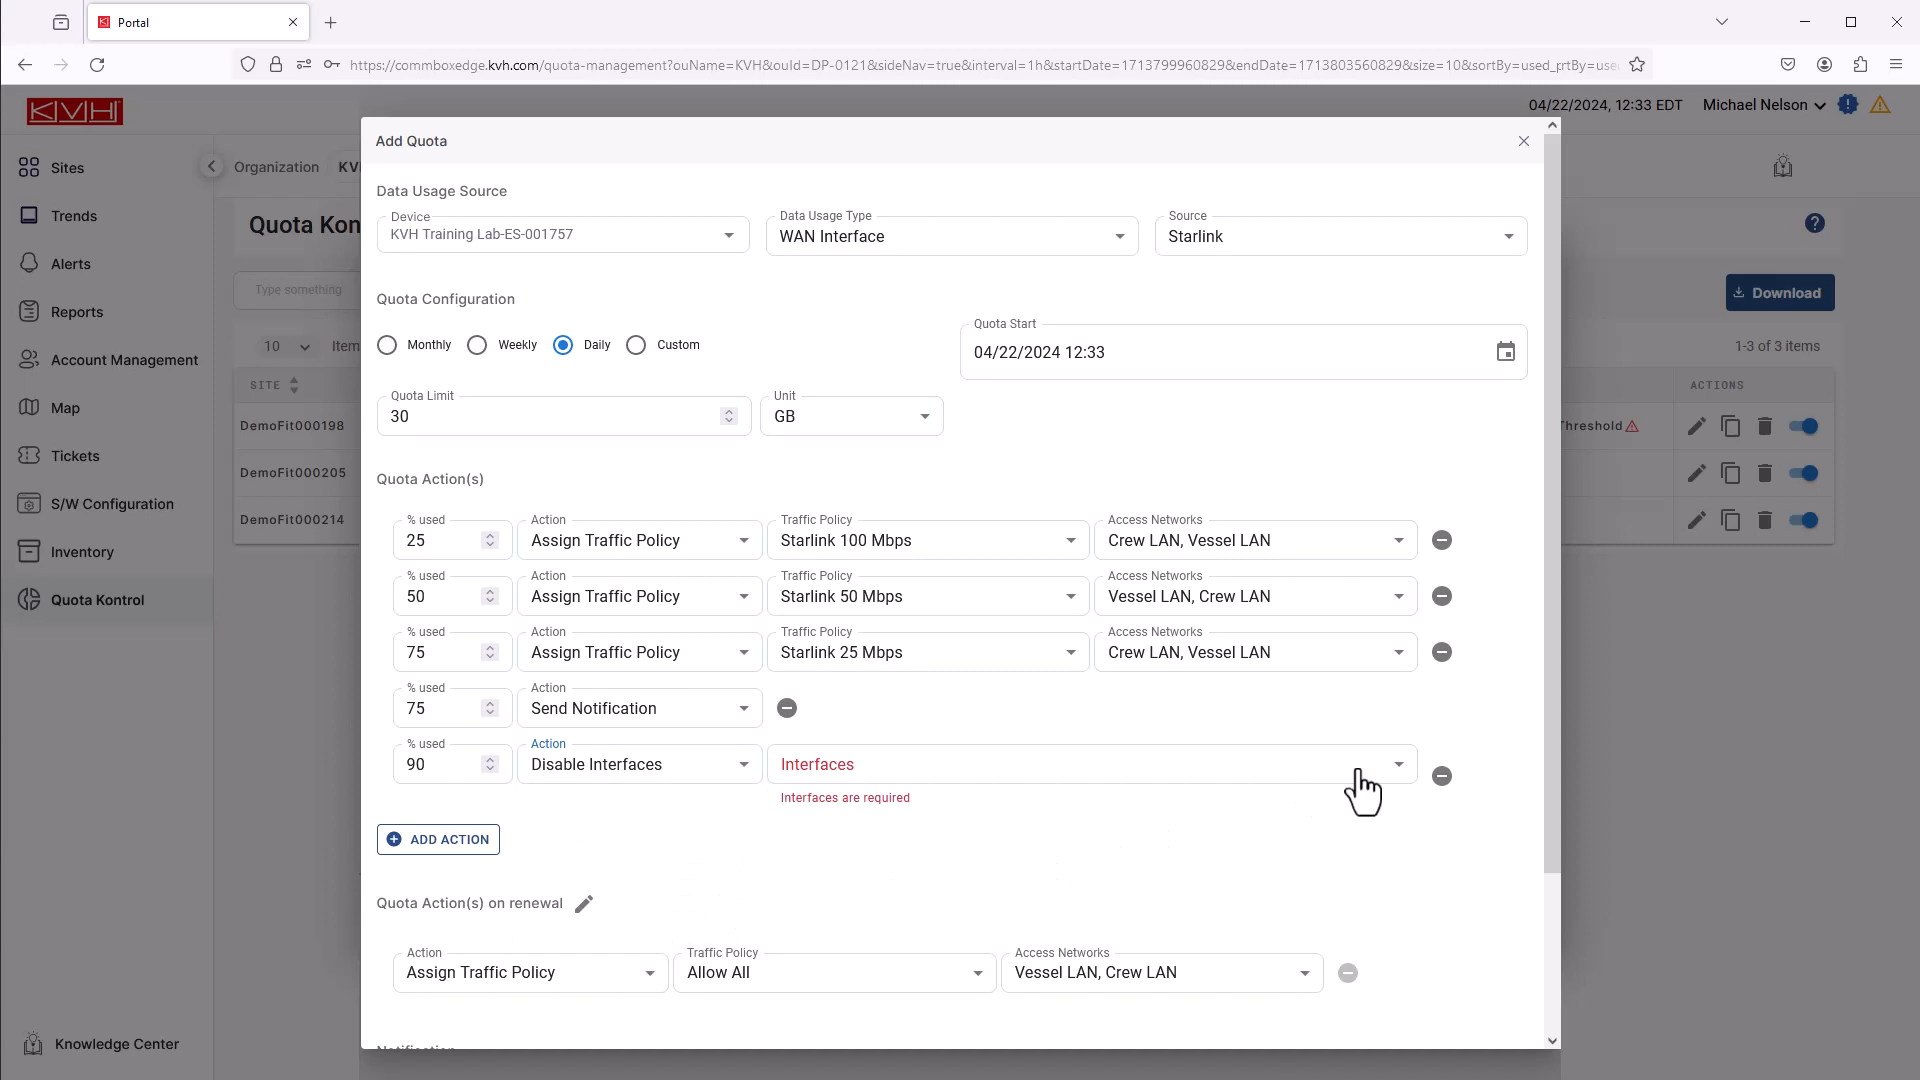 Portal
https://commboxedge.kvh.com/quota-management?ouName=KVH&ouId=DP-0121&sideNav=true&interval=1h&startDate=1713799960829&endDate=1713803560829&size=10&sortBy=used_
KVH
04/22/2024, 12:33 EDT Michael Nelson
Sites
Trends
Alerts
Reports
Account Management
Map
Tickets
S/W Configuration
Inventory
Quota Kontrol
Knowledge Center
Organization
Type something
Download
10
1-3 of 3 items
SITE
ACTIONS
DemoFit000198
Threshold
DemoFit000205
DemoFit000214
Add Quota
Data Usage Source
Device
KVH Training Lab-ES-001757
Data Usage Type
WAN Interface
Source
Starlink
Quota Configuration
Monthly Weekly Daily Custom
Quota Start
04/22/2024 12:33
Quota Limit
30
Unit
GB
Quota Action(s)
% used Action Traffic Policy Access Networks
25 Assign Traffic Policy Starlink 100 Mbps Crew LAN, Vessel LAN
% used Action Traffic Policy Access Networks
50 Assign Traffic Policy Starlink 50 Mbps Vessel LAN, Crew LAN
% used Action Traffic Policy Access Networks
75 Assign Traffic Policy Starlink 25 Mbps Crew LAN, Vessel LAN
% used Action
75 Send Notification
% used Action
90 Disable Interfaces Interfaces
Interfaces are required
ADD ACTION
Quota Action(s) on renewal
Action Traffic Policy Access Networks
Assign Traffic Policy Allow All Vessel LAN, Crew LAN